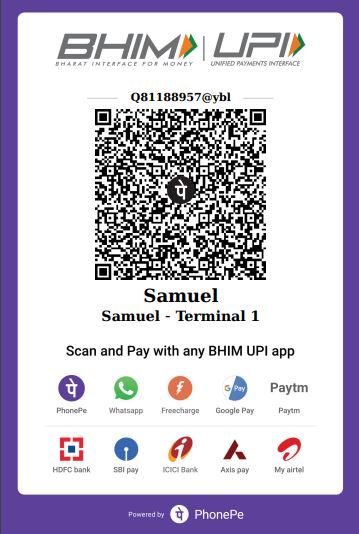 BHIM UPI
BHARAT INTERFACE FOR MONEY UNIFIED PAYMENTS INTERFACE
Q81188957@ybl
पे
Samuel
Samuel - Terminal 1
Scan and Pay with any BHIM UPI app
पे G Pay Paytm
PhonePe Whatsapp Freecharge Google Pay Paytm
HDFC bank SBI pay ICICI Bank Axis pay My airtel
Powered by पे PhonePe